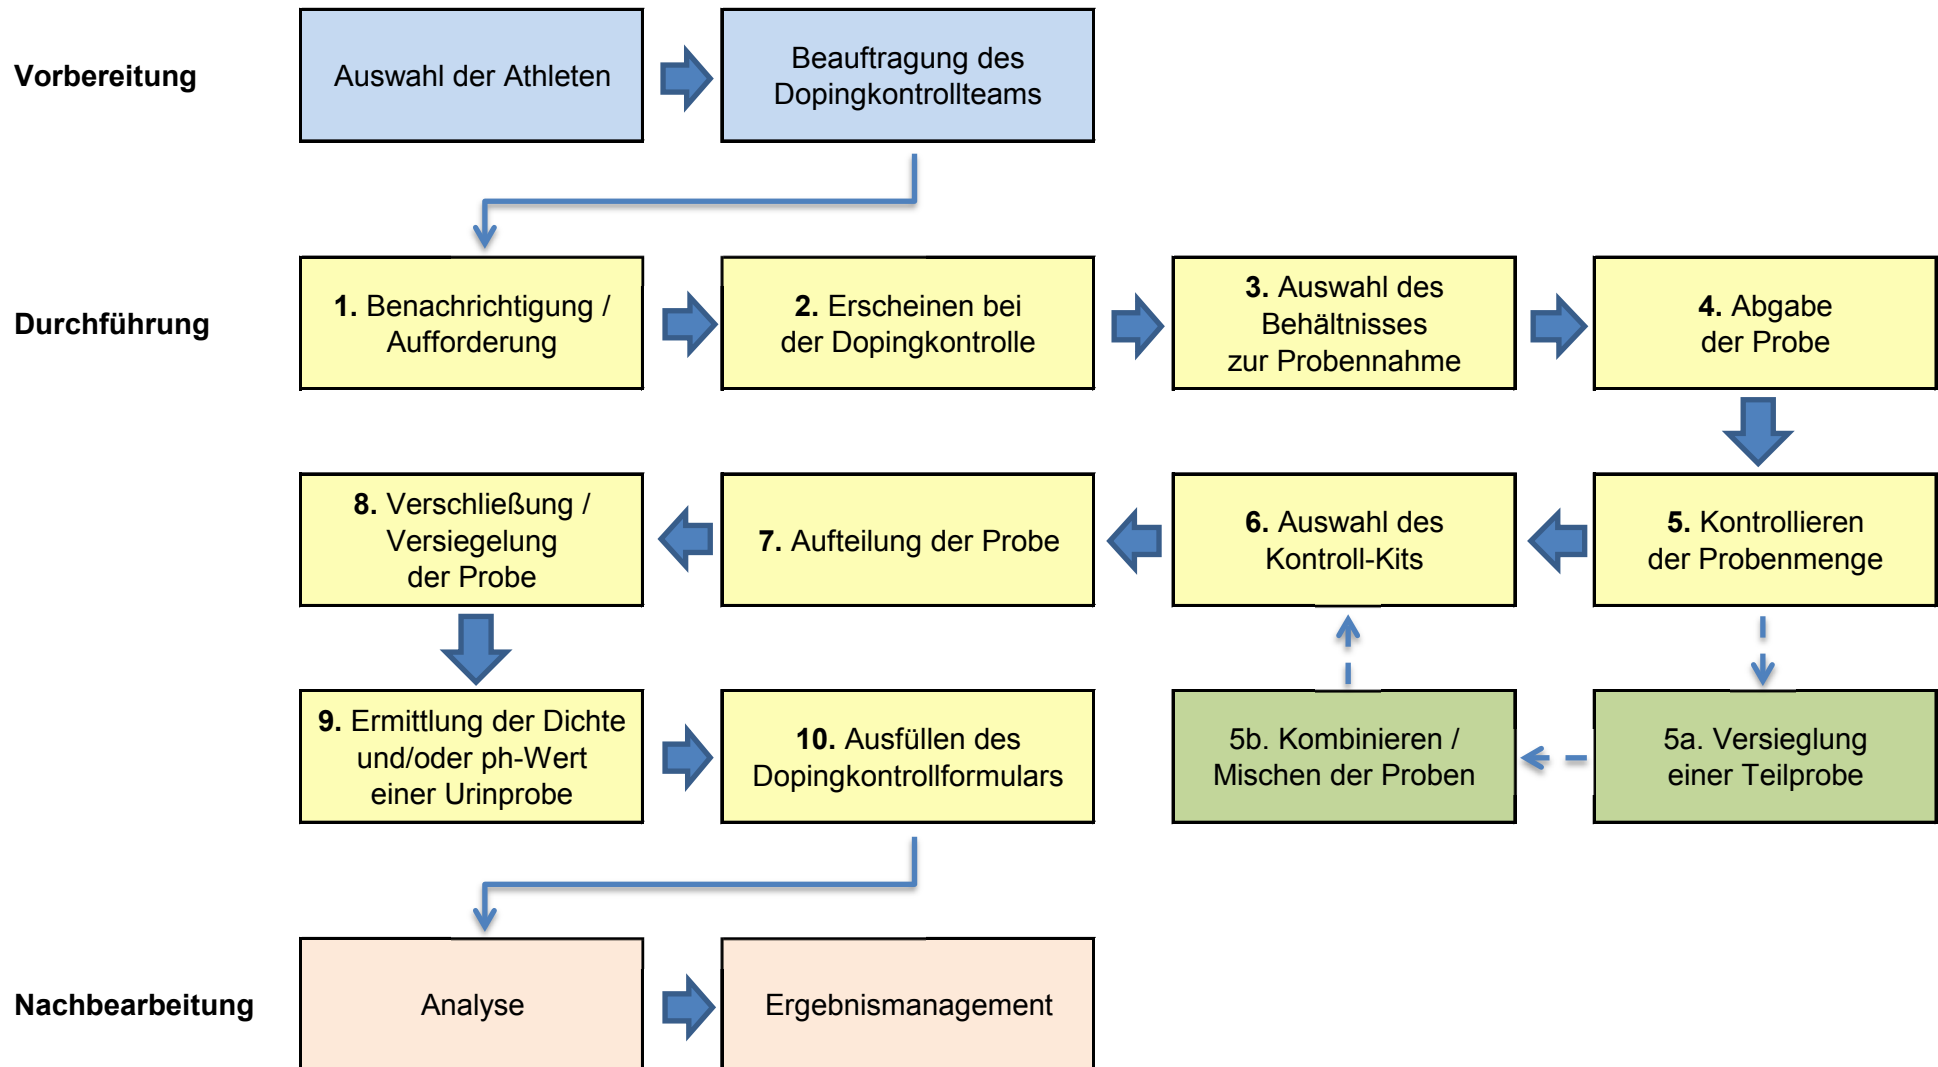 Vorbereitung
Auswahl der Athleten
Beauftragung des
Dopingkontrollteams
Durchführung
1. Benachrichtigung /
Aufforderung
2. Erscheinen bei
der Dopingkontrolle
3. Auswahl des
Behältnisses
zur Probennahme
4. Abgabe
der Probe
5. Kontrollieren
der Probenmenge
6. Auswahl des
Kontroll-Kits
7. Aufteilung der Probe
8. Verschließung /
Versiegelung
der Probe
9. Ermittlung der Dichte
und/oder ph-Wert
einer Urinprobe
10. Ausfüllen des
Dopingkontrollformulars
5b. Kombinieren /
Mischen der Proben
5a. Versieglung
einer Teilprobe
Nachbearbeitung
Analyse
Ergebnismanagement